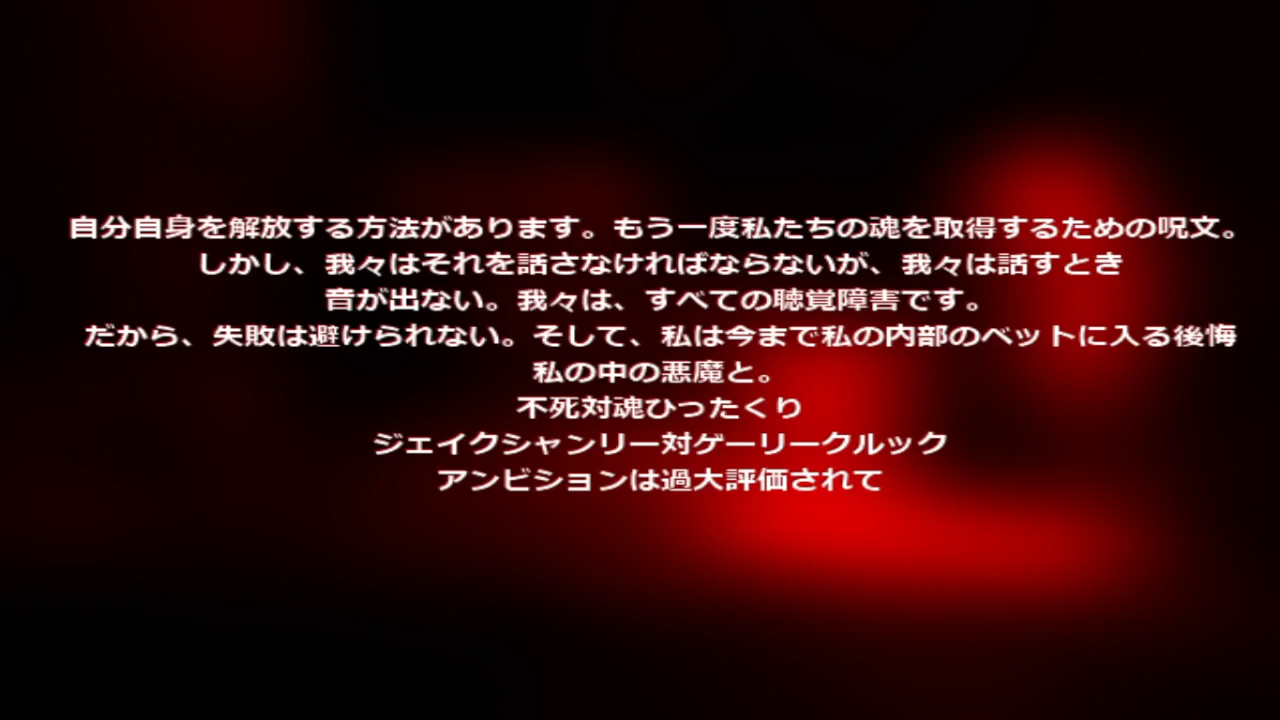 自分自身を解放する方法があります。もう一度私たちの魂を取得するための呪文。
しかし、我々はそれを話さなければならないが、我々は話すとき
音が出ない。我々は、すべての聴覚障害です。
だから、失敗は避けられない。そして、私は今まで私の内部のベットに入る後悔
私の中の悪魔と。
不死対魂ひったくり
ジェイクシャンリー対ゲーリークルック
アンビションは過大評価されて